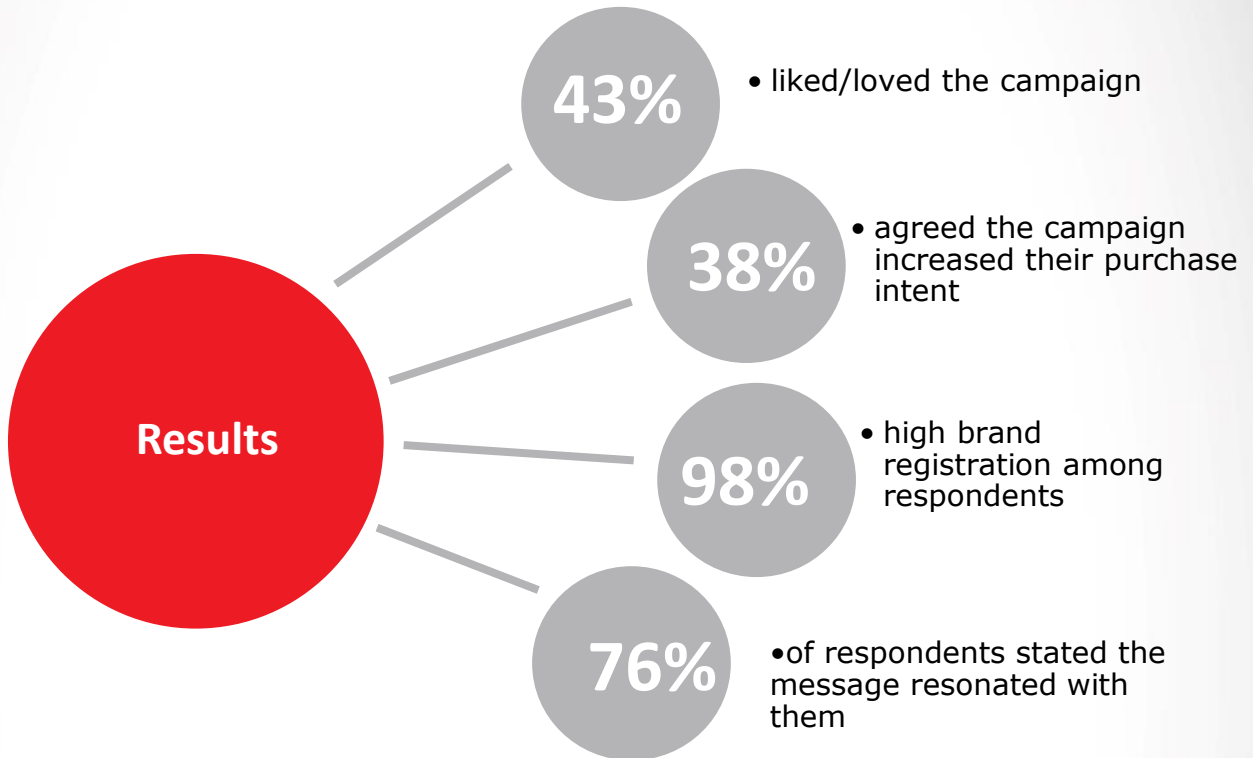 43%
• liked/loved the campaign
38%
• agreed the campaign
increased their purchase
intent
Results
98%
• high brand
registration among
respondents
76%
•of respondents stated the
message resonated with
them